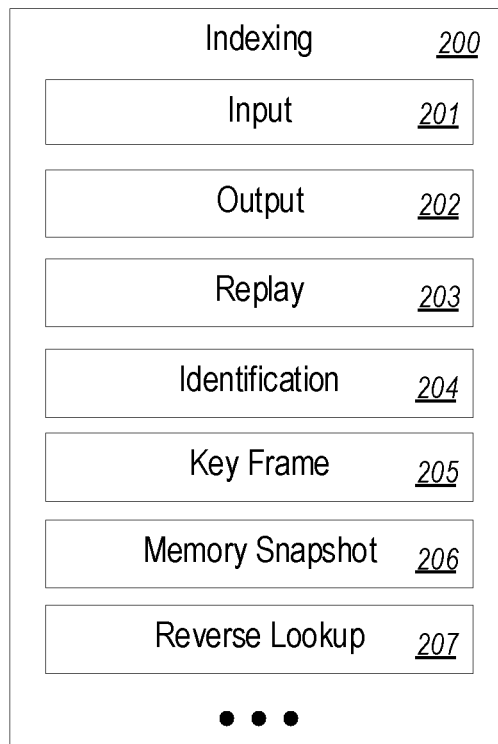 Indexing 200
Input 201
Output 202
Replay 203
Identification 204
Key Frame 205
Memory Snapshot 206
Reverse Lookup 207
● ● ●